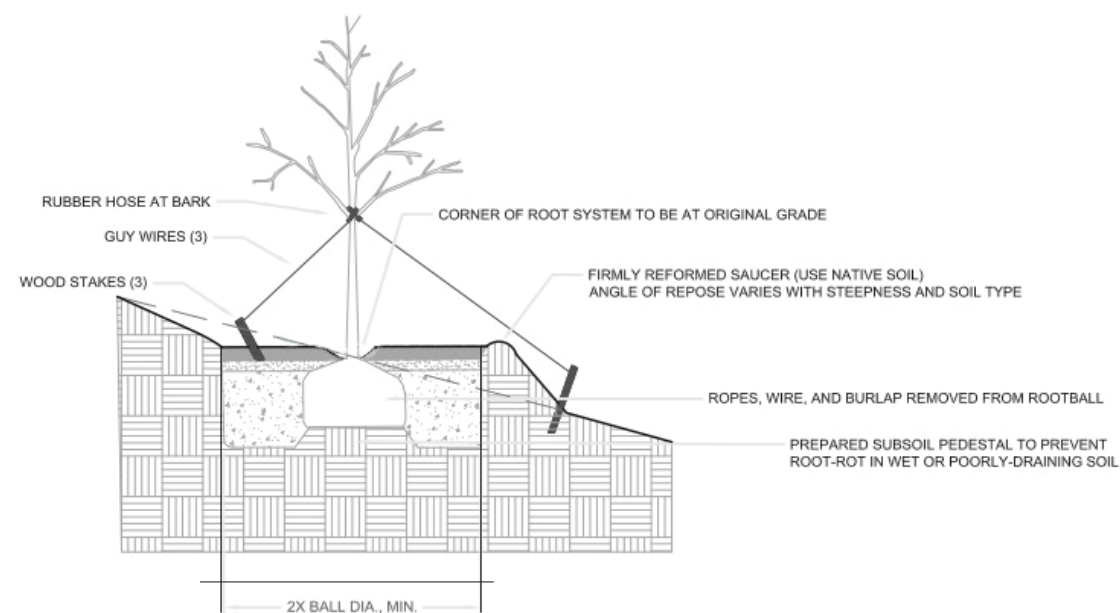 RUBBER HOSE AT BARK
CORNER OF ROOT SYSTEM TO BE AT ORIGINAL GRADE
GUY WIRES (3)
WOOD STAKES (3)
FIRMLY REFORMED SAUCER (USE NATIVE SOIL)
ANGLE OF REPOSE VARIES WITH STEEPNESS AND SOIL TYPE
ROPES, WIRE, AND BURLAP REMOVED FROM ROOTBALL
PREPARED SUBSOIL PEDESTAL TO PREVENT
ROOT-ROT IN WET OR POORLY-DRAINING SOIL
2X BALL DIA., MIN.